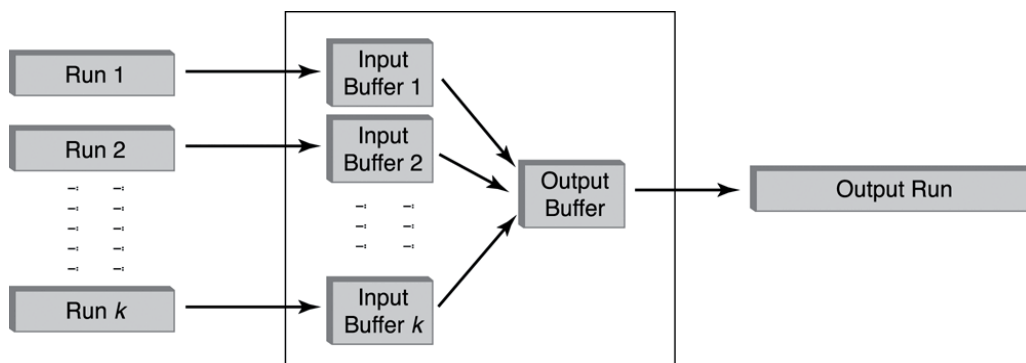 Run 1
Input
Buffer 1
Run 2
Input
Buffer 2
Output
Buffer
Output Run
Run k
Input
Buffer k